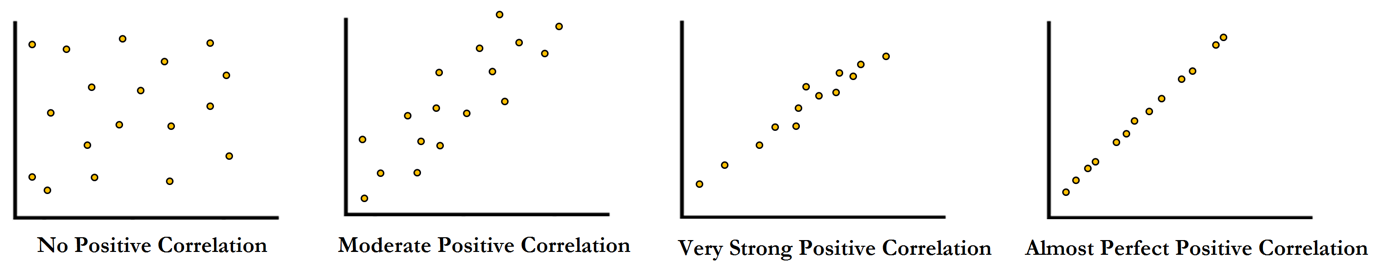 No Positive Correlation
Moderate Positive Correlation
Very Strong Positive Correlation
Almost Perfect Positive Correlation